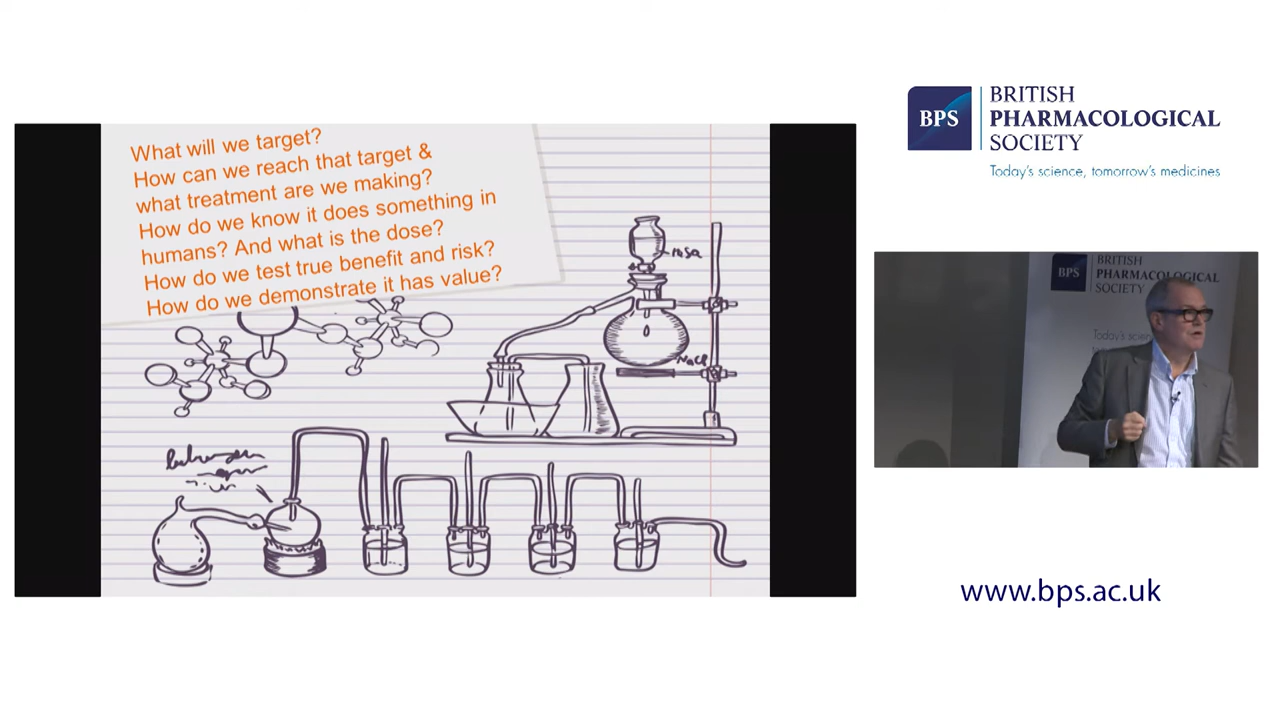 What will we target?
How can we reach that target &
what treatment are we making?
How do we know it does something in
humans? And what is the dose?
How do we test true benefit and risk?
How do we demonstrate it has value?
NaCl
BPS
BRITISH
PHARMACOLOGICAL
SOCIETY
Today's science, tomorrow's medicines
BPS
BRITISH
PHARMACOLOGICAL
SOCIETY
www.bps.ac.uk